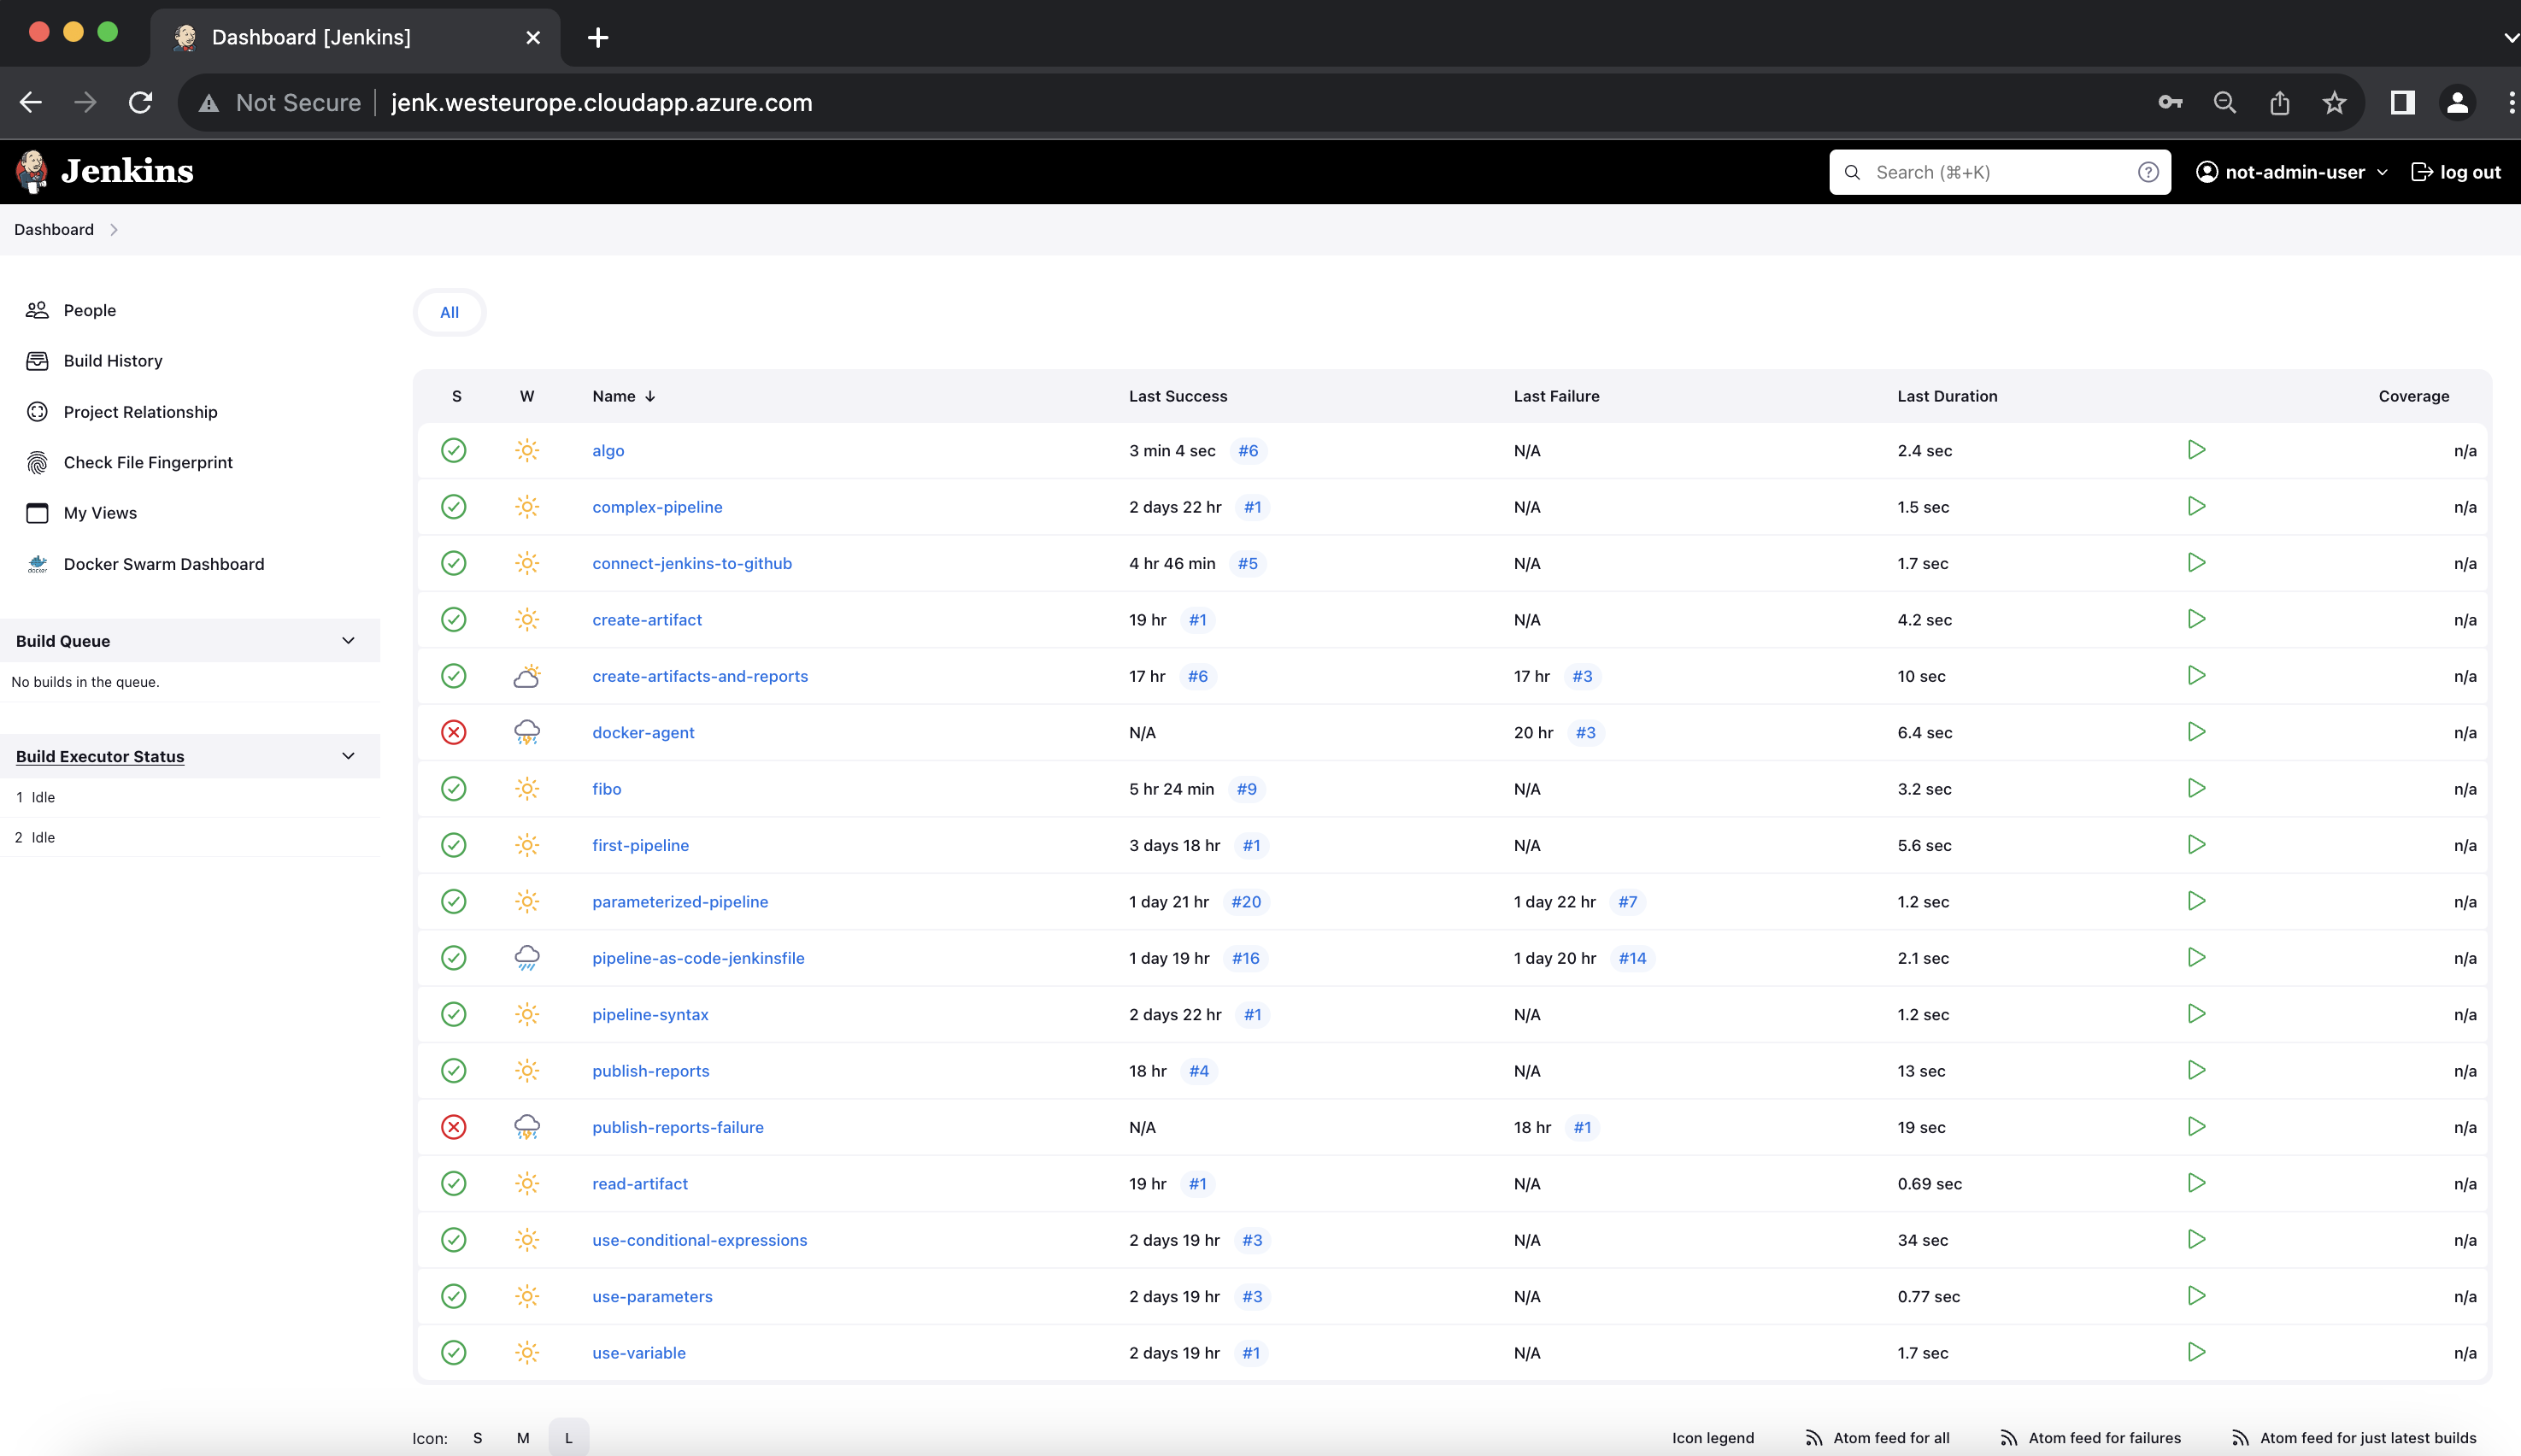 Dashboard [Jenkins]
Not Secure jenk.westeurope.cloudapp.azure.com
Jenkins
Search (⌘+K)
not-admin-user
log out
Dashboard
People
Build History
Project Relationship
Check File Fingerprint
My Views
docker
Docker Swarm Dashboard
Build Queue
No builds in the queue.
Build Executor Status
1 Idle
2 Idle
All
S W Name ↓ Last Success Last Failure Last Duration Coverage
algo 3 min 4 sec #6 N/A 2.4 sec n/a
complex-pipeline 2 days 22 hr #1 N/A 1.5 sec n/a
connect-jenkins-to-github 4 hr 46 min #5 N/A 1.7 sec n/a
create-artifact 19 hr #1 N/A 4.2 sec n/a
create-artifacts-and-reports 17 hr #6 17 hr #3 10 sec n/a
docker-agent N/A 20 hr #3 6.4 sec n/a
fibo 5 hr 24 min #9 N/A 3.2 sec n/a
first-pipeline 3 days 18 hr #1 N/A 5.6 sec n/a
parameterized-pipeline 1 day 21 hr #20 1 day 22 hr #7 1.2 sec n/a
pipeline-as-code-jenkinsfile 1 day 19 hr #16 1 day 20 hr #14 2.1 sec n/a
pipeline-syntax 2 days 22 hr #1 N/A 1.2 sec n/a
publish-reports 18 hr #4 N/A 13 sec n/a
publish-reports-failure N/A 18 hr #1 19 sec n/a
read-artifact 19 hr #1 N/A 0.69 sec n/a
use-conditional-expressions 2 days 19 hr #3 N/A 34 sec n/a
use-parameters 2 days 19 hr #3 N/A 0.77 sec n/a
use-variable 2 days 19 hr #1 N/A 1.7 sec n/a
Icon: S M L
Icon legend Atom feed for all Atom feed for failures Atom feed for just latest builds